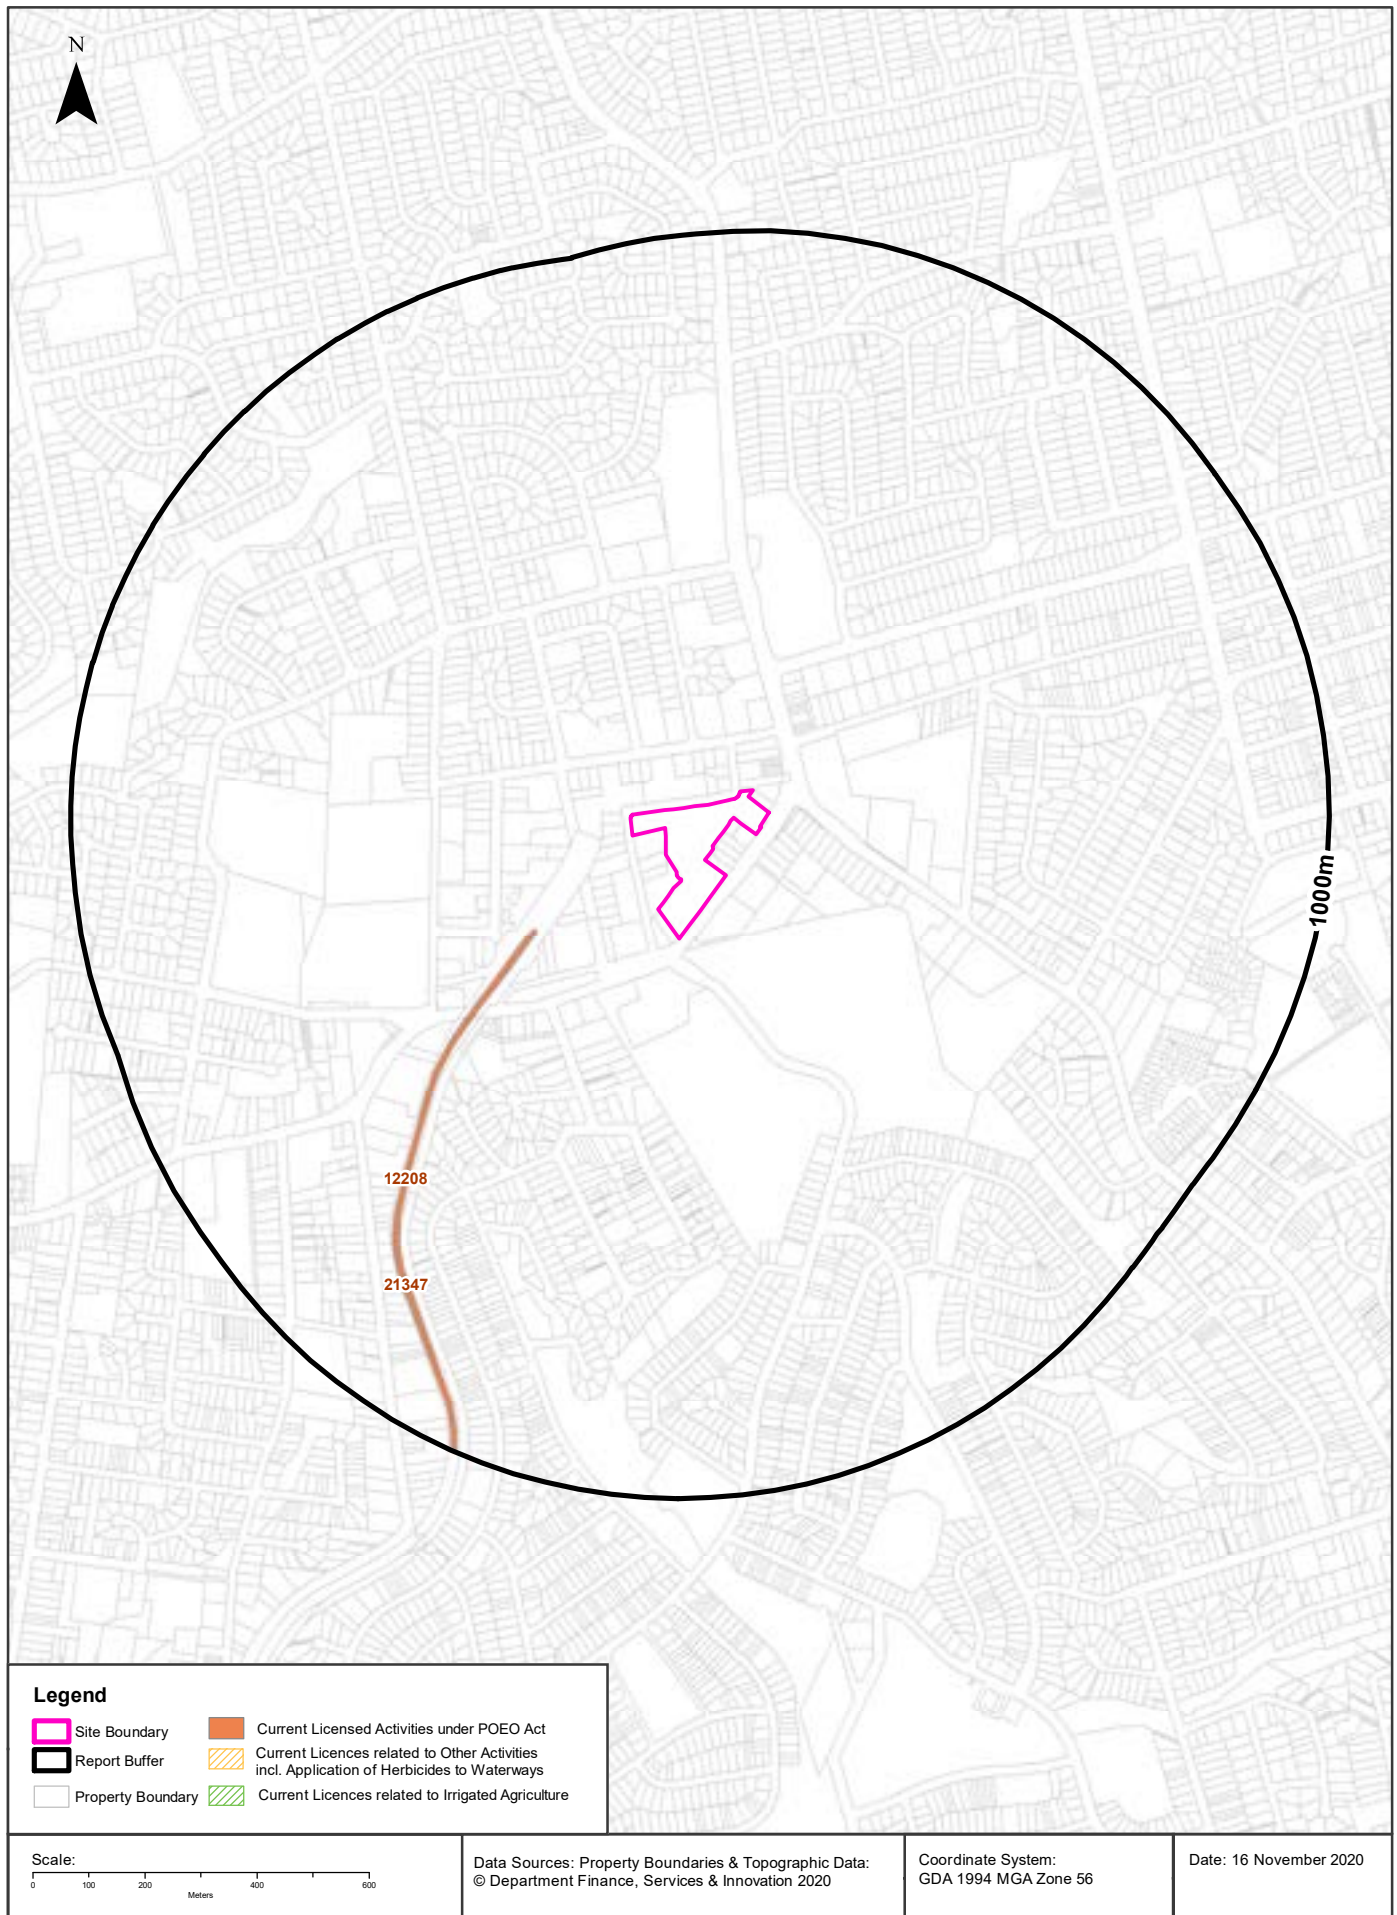 N
1000m
12208
21347
Legend
Site Boundary
Report Buffer
Property Boundary
Current Licensed Activities under POEO Act
Current Licences related to Other Activities
incl. Application of Herbicides to Waterways
Current Licences related to Irrigated Agriculture
Scale:
0 100 200 400 600
Meters
Data Sources: Property Boundaries & Topographic Data:
© Department Finance, Services & Innovation 2020
Coordinate System:
GDA 1994 MGA Zone 56
Date: 16 November 2020